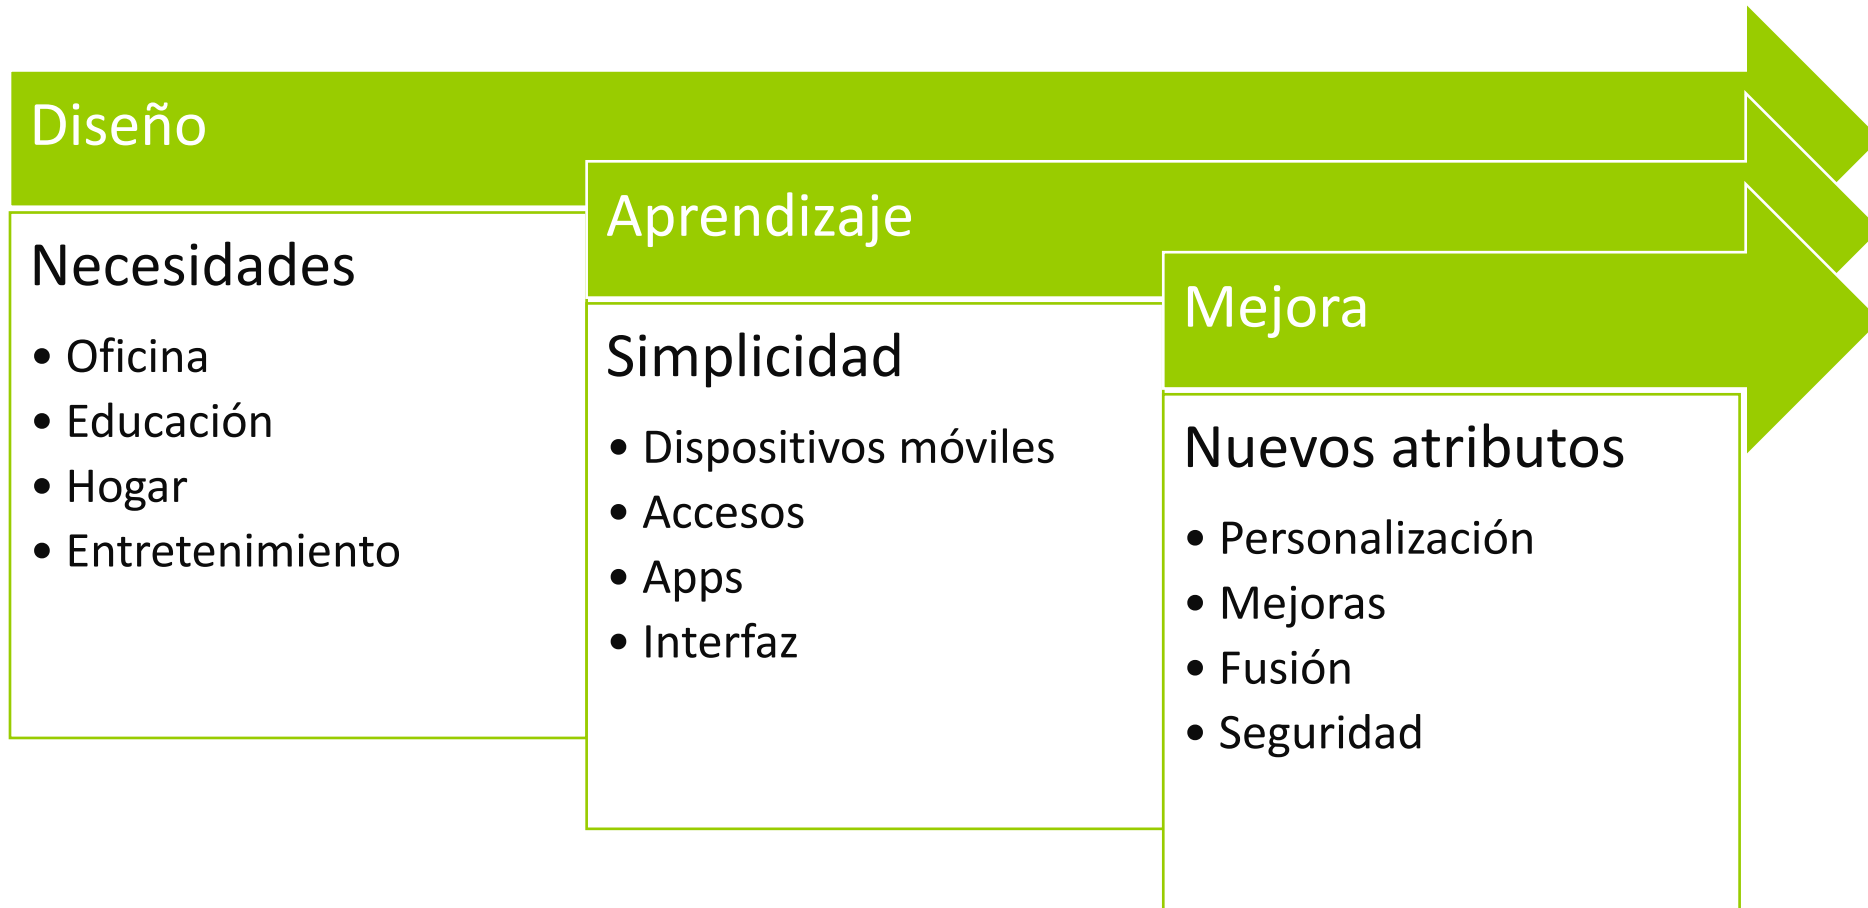 Diseño
Necesidades
• Oficina
• Educación
• Hogar
• Entretenimiento
Aprendizaje
Simplicidad
• Dispositivos móviles
• Accesos
• Apps
• Interfaz
Mejora
Nuevos atributos
• Personalización
• Mejoras
• Fusión
• Seguridad